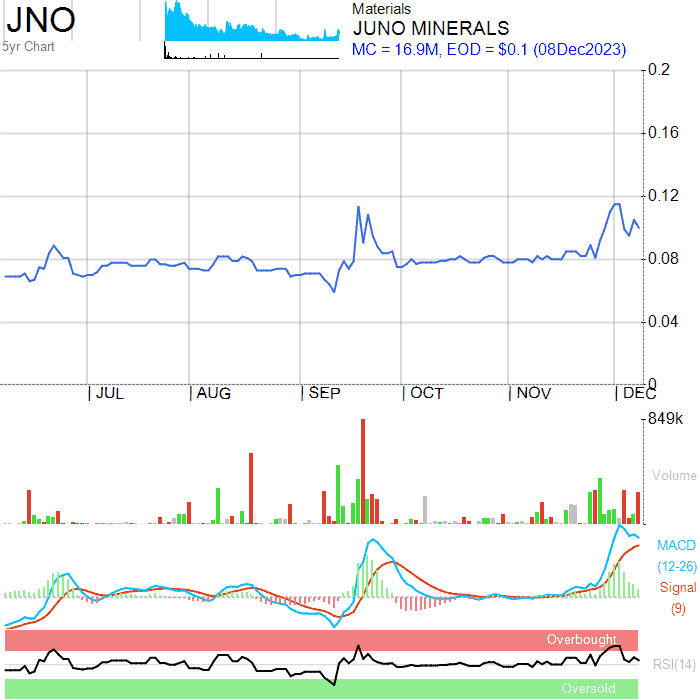 JNO
5yr Chart
Materials
JUNO MINERALS
MC = 16.9M, EOD = $0.1 (08Dec2023)
0.2
0.16
0.12
0.08
0.04
0
JUL AUG SEP OCT NOV DEC
849k
Volume
MACD
(12-26)
Signal
(9)
Overbought
RSI(14)
Oversold